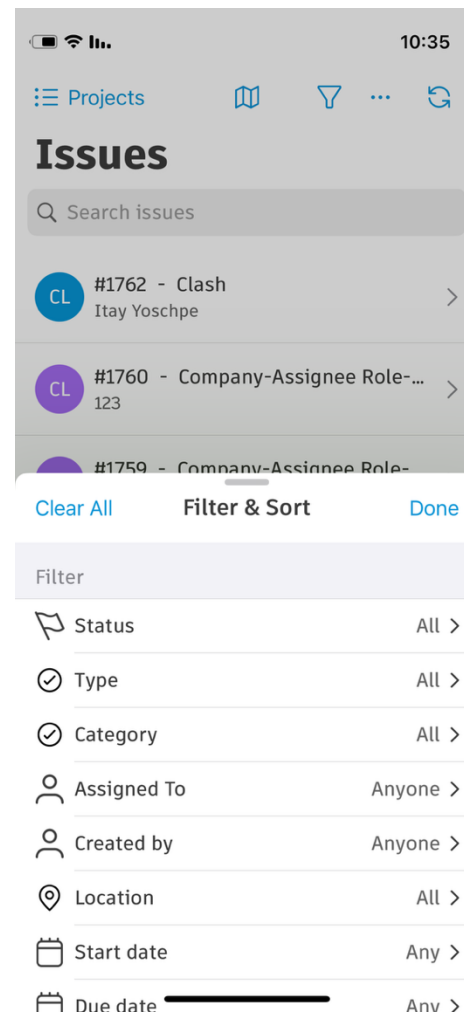 10:35
Projects
Issues
Search issues
CL
#1762 - Clash
Itay Yoschpe
CL
#1760 - Company-Assignee Role-...
123
#1759 - Company-Assignee Role-
Clear All Filter & Sort Done
Filter
Status All
Type All
Category All
Assigned To Anyone
Created by Anyone
Location All
Start date Any
Due date Any